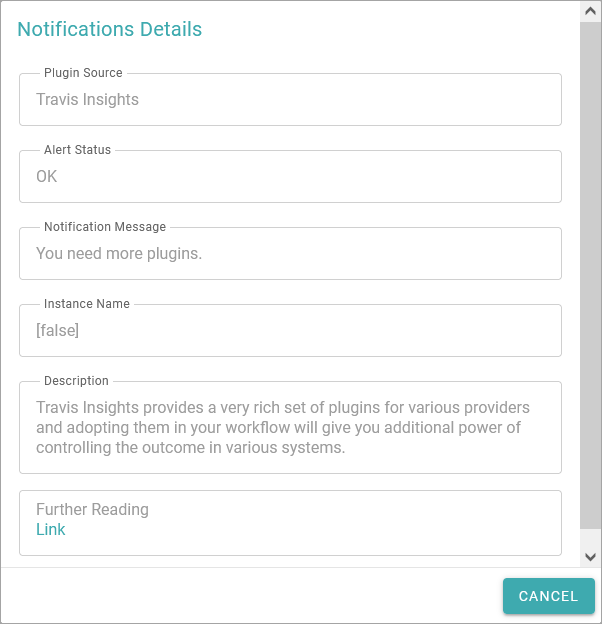 Notifications Details
Plugin Source
Travis Insights
Alert Status
OK
Notification Message
You need more plugins.
Instance Name
[false]
Description
Travis Insights provides a very rich set of plugins for various providers
and adopting them in your workflow will give you additional power of
controlling the outcome in various systems.
Further Reading
Link
CANCEL